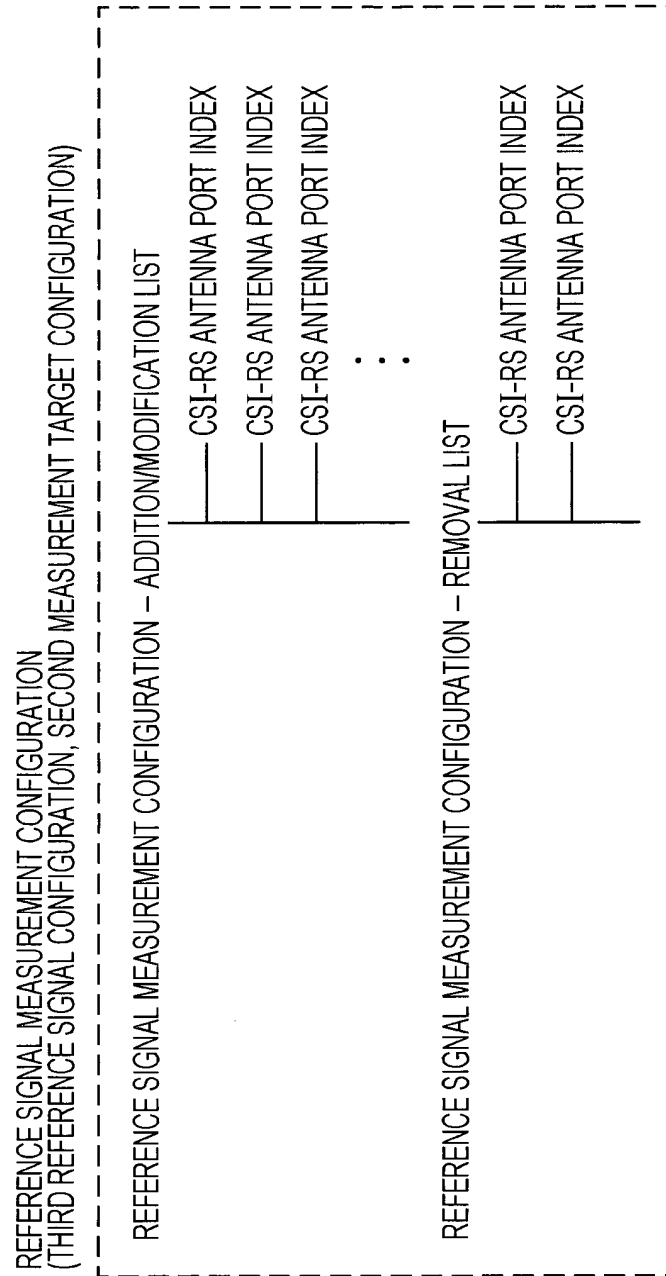 REFERENCE SIGNAL MEASUREMENT CONFIGURATION
(THIRD REFERENCE SIGNAL CONFIGURATION, SECOND MEASUREMENT TARGET CONFIGURATION)
REFERENCE SIGNAL MEASUREMENT CONFIGURATION – ADDITION/MODIFICATION LIST
CSI-RS ANTENNA PORT INDEX
CSI-RS ANTENNA PORT INDEX
CSI-RS ANTENNA PORT INDEX
...
REFERENCE SIGNAL MEASUREMENT CONFIGURATION – REMOVAL LIST
CSI-RS ANTENNA PORT INDEX
CSI-RS ANTENNA PORT INDEX